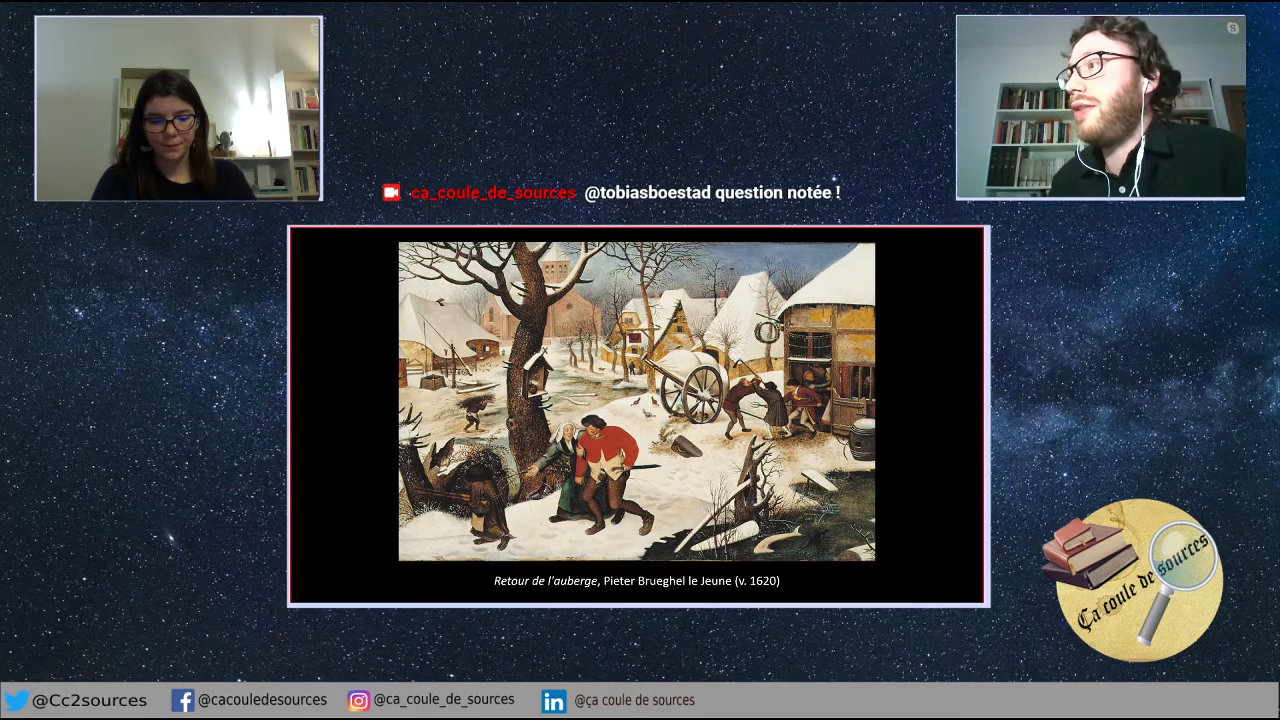 ca_coule_de_sources @tobiasboestad question notée !
Retour de l'auberge, Pieter Brueghel le Jeune (v. 1620)
Ça coule de sources
@Cc2sources @cacouledesources @ca_coule_de_sources in @ça coule de sources